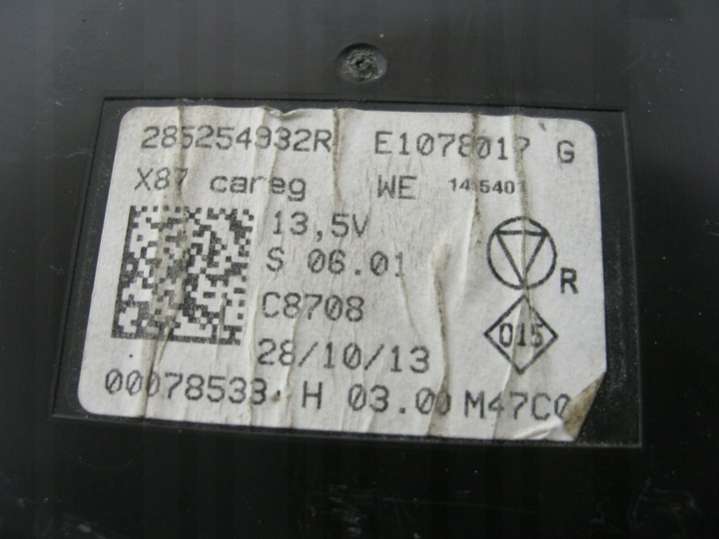 285254932R E1078017 G
X87 careg WE 145401
13,5V
S 06.01
R
C8708
015
28/10/13
00078533 H 03.00 M47C0